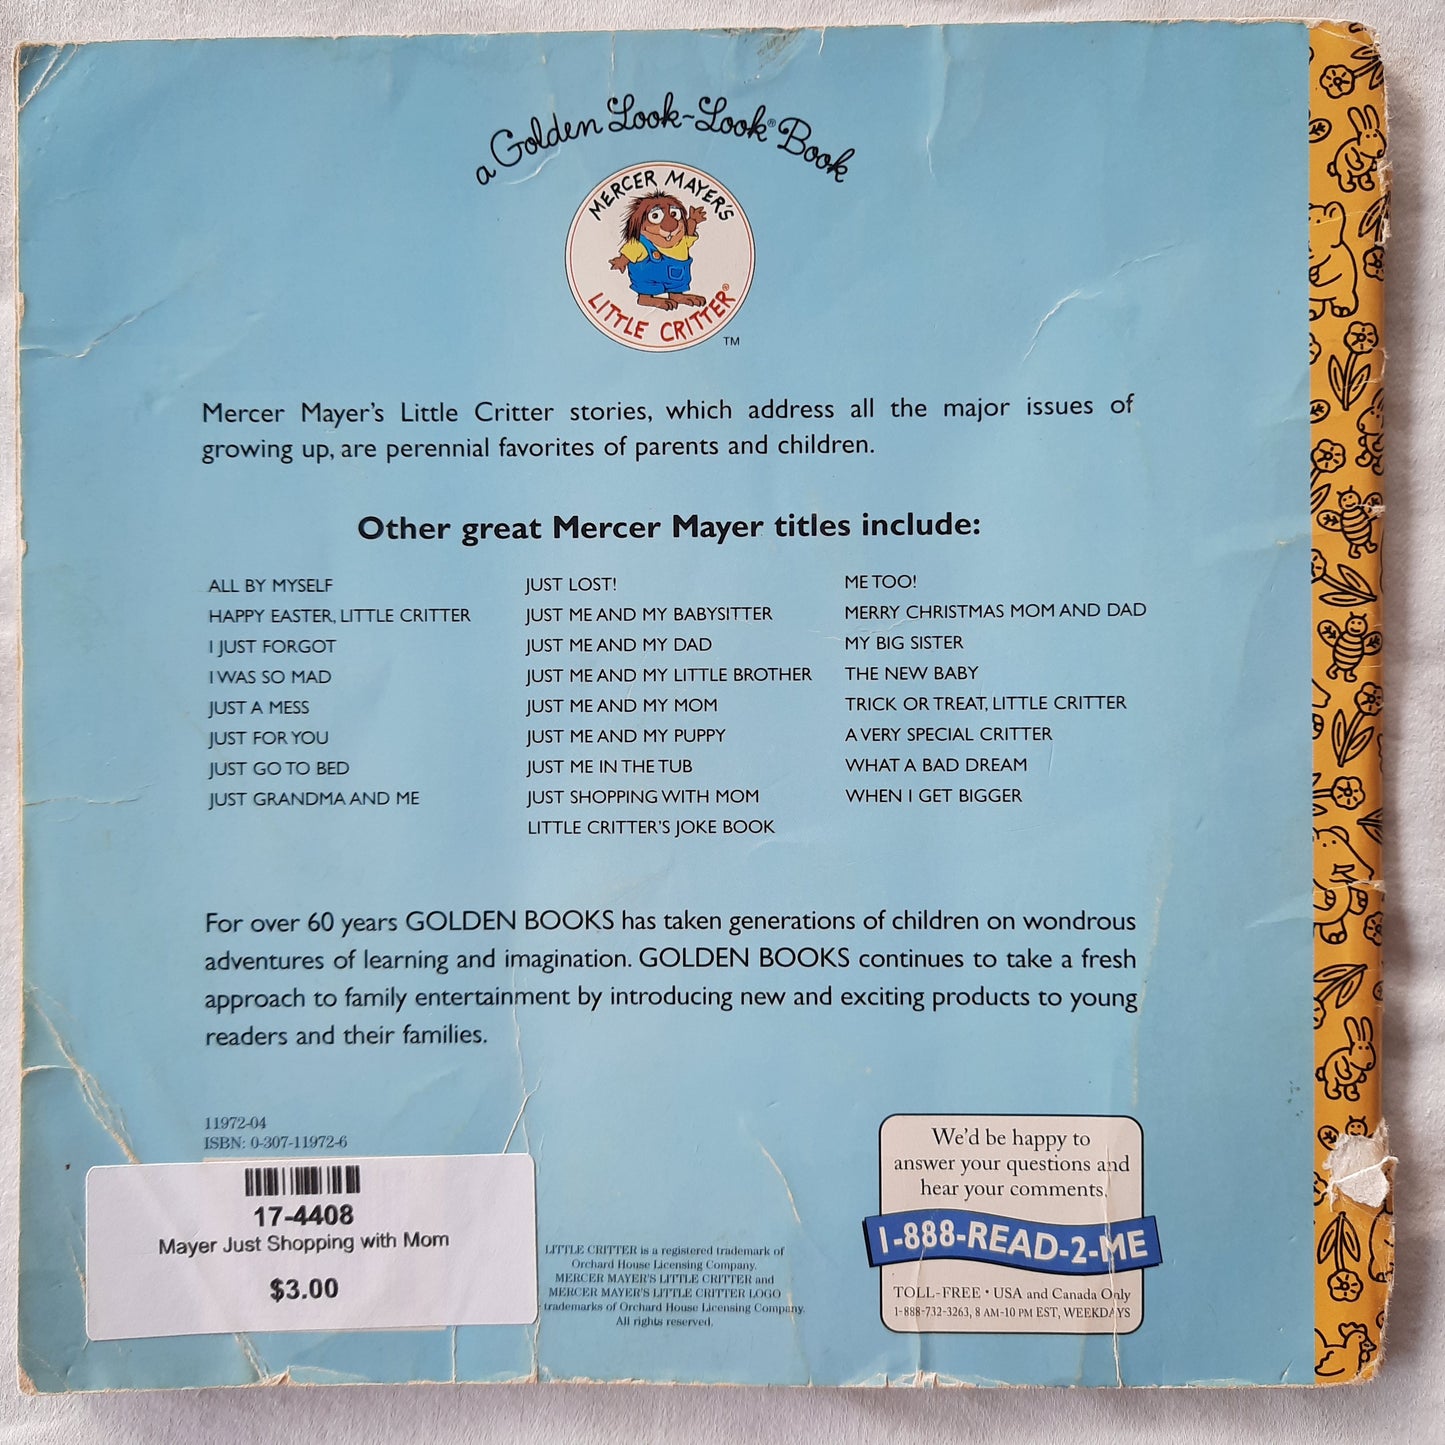 a Golden Look-Look® Book
MERCER MAYER'S
LITTLE CRITTER®
TM
Mercer Mayer's Little Critter stories, which address all the major issues of
growing up, are perennial favorites of parents and children.
Other great Mercer Mayer titles include:
ALL BY MYSELF
HAPPY EASTER, LITTLE CRITTER
I JUST FORGOT
I WAS SO MAD
JUST A MESS
JUST FOR YOU
JUST GO TO BED
JUST GRANDMA AND ME
JUST LOST!
JUST ME AND MY BABYSITTER
JUST ME AND MY DAD
JUST ME AND MY LITTLE BROTHER
JUST ME AND MY MOM
JUST ME AND MY PUPPY
JUST ME IN THE TUB
JUST SHOPPING WITH MOM
LITTLE CRITTER'S JOKE BOOK
ME TOO!
MERRY CHRISTMAS MOM AND DAD
MY BIG SISTER
THE NEW BABY
TRICK OR TREAT, LITTLE CRITTER
A VERY SPECIAL CRITTER
WHAT A BAD DREAM
WHEN I GET BIGGER
For over 60 years GOLDEN BOOKS has taken generations of children on wondrous
adventures of learning and imagination. GOLDEN BOOKS continues to take a fresh
approach to family entertainment by introducing new and exciting products to young
readers and their families.
11972-04
ISBN: 0-307-11972-6
17-4408
Mayer Just Shopping with Mom
$3.00
LITTLE CRITTER is a registered trademark of
Orchard House Licensing Company.
MERCER MAYER'S LITTLE CRITTER and
MERCER MAYER'S LITTLE CRITTER LOGO
trademarks of Orchard House Licensing Company.
All rights reserved.
We'd be happy to
answer your questions and
hear your comments.
1-888-READ-2-ME
TOLL-FREE • USA and Canada Only
1-888-732-3263, 8 AM-10 PM EST, WEEKDAYS